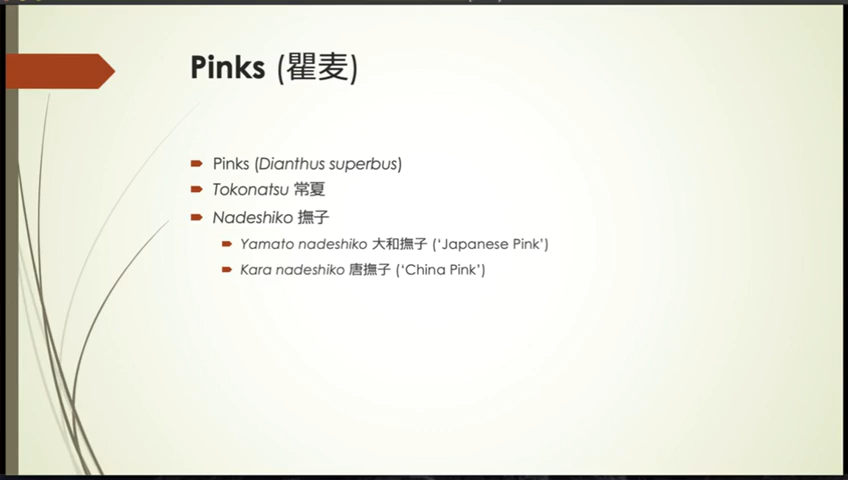 Pinks (瞿麦)
Pinks (Dianthus superbus)
Tokonatsu 常夏
Nadeshiko 撫子
Yamato nadeshiko 大和撫子 (‘Japanese Pink’)
Kara nadeshiko 唐撫子 (‘China Pink’)